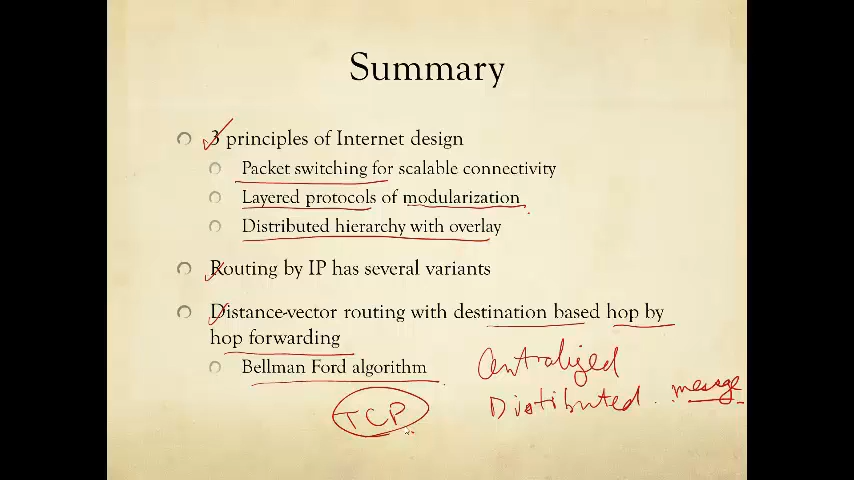 Summary
3 principles of Internet design
Packet switching for scalable connectivity
Layered protocols of modularization
Distributed hierarchy with overlay
Routing by IP has several variants
Distance-vector routing with destination based hop by
hop forwarding
Bellman Ford algorithm
Centralized
Distibuted. message
TCP